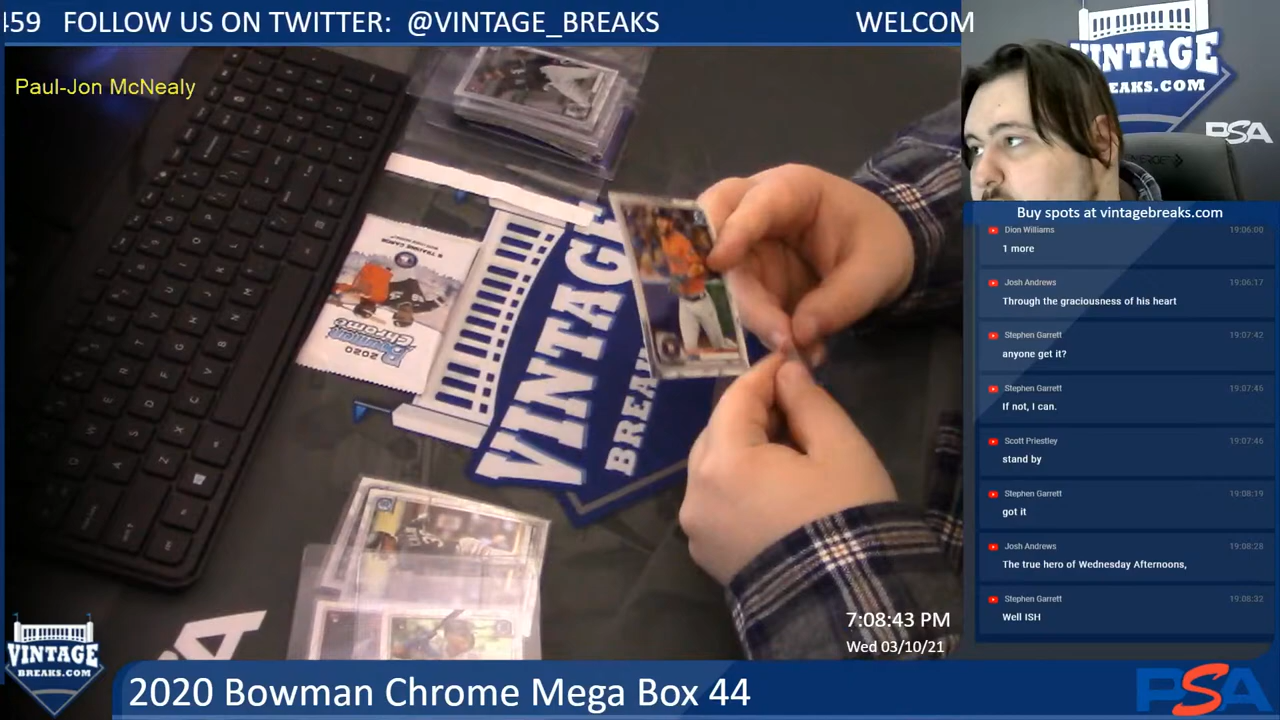 459 FOLLOW US ON TWITTER: @VINTAGE_BREAKS WELCOM
Paul-Jon McNealy
VINTAGE
EAKS.COM
PSA
Buy spots at vintagebreaks.com
Dion Williams 19:06:00
1 more
Josh Andrews 19:06:17
Through the graciousness of his heart
Stephen Garrett 19:07:42
anyone get it?
Stephen Garrett 19:07:46
If not, I can.
Scott Priestley 19:07:46
stand by
Stephen Garrett 19:08:19
got it
Josh Andrews 19:08:28
The true hero of Wednesday Afternoons,
Stephen Garrett 19:08:32
Well ISH
2020
Bowman
Chrome
VINTAGE
BREA
7:08:43 PM
Wed 03/10/21
VINTAGE
BREAKS.COM
2020 Bowman Chrome Mega Box 44
PSA